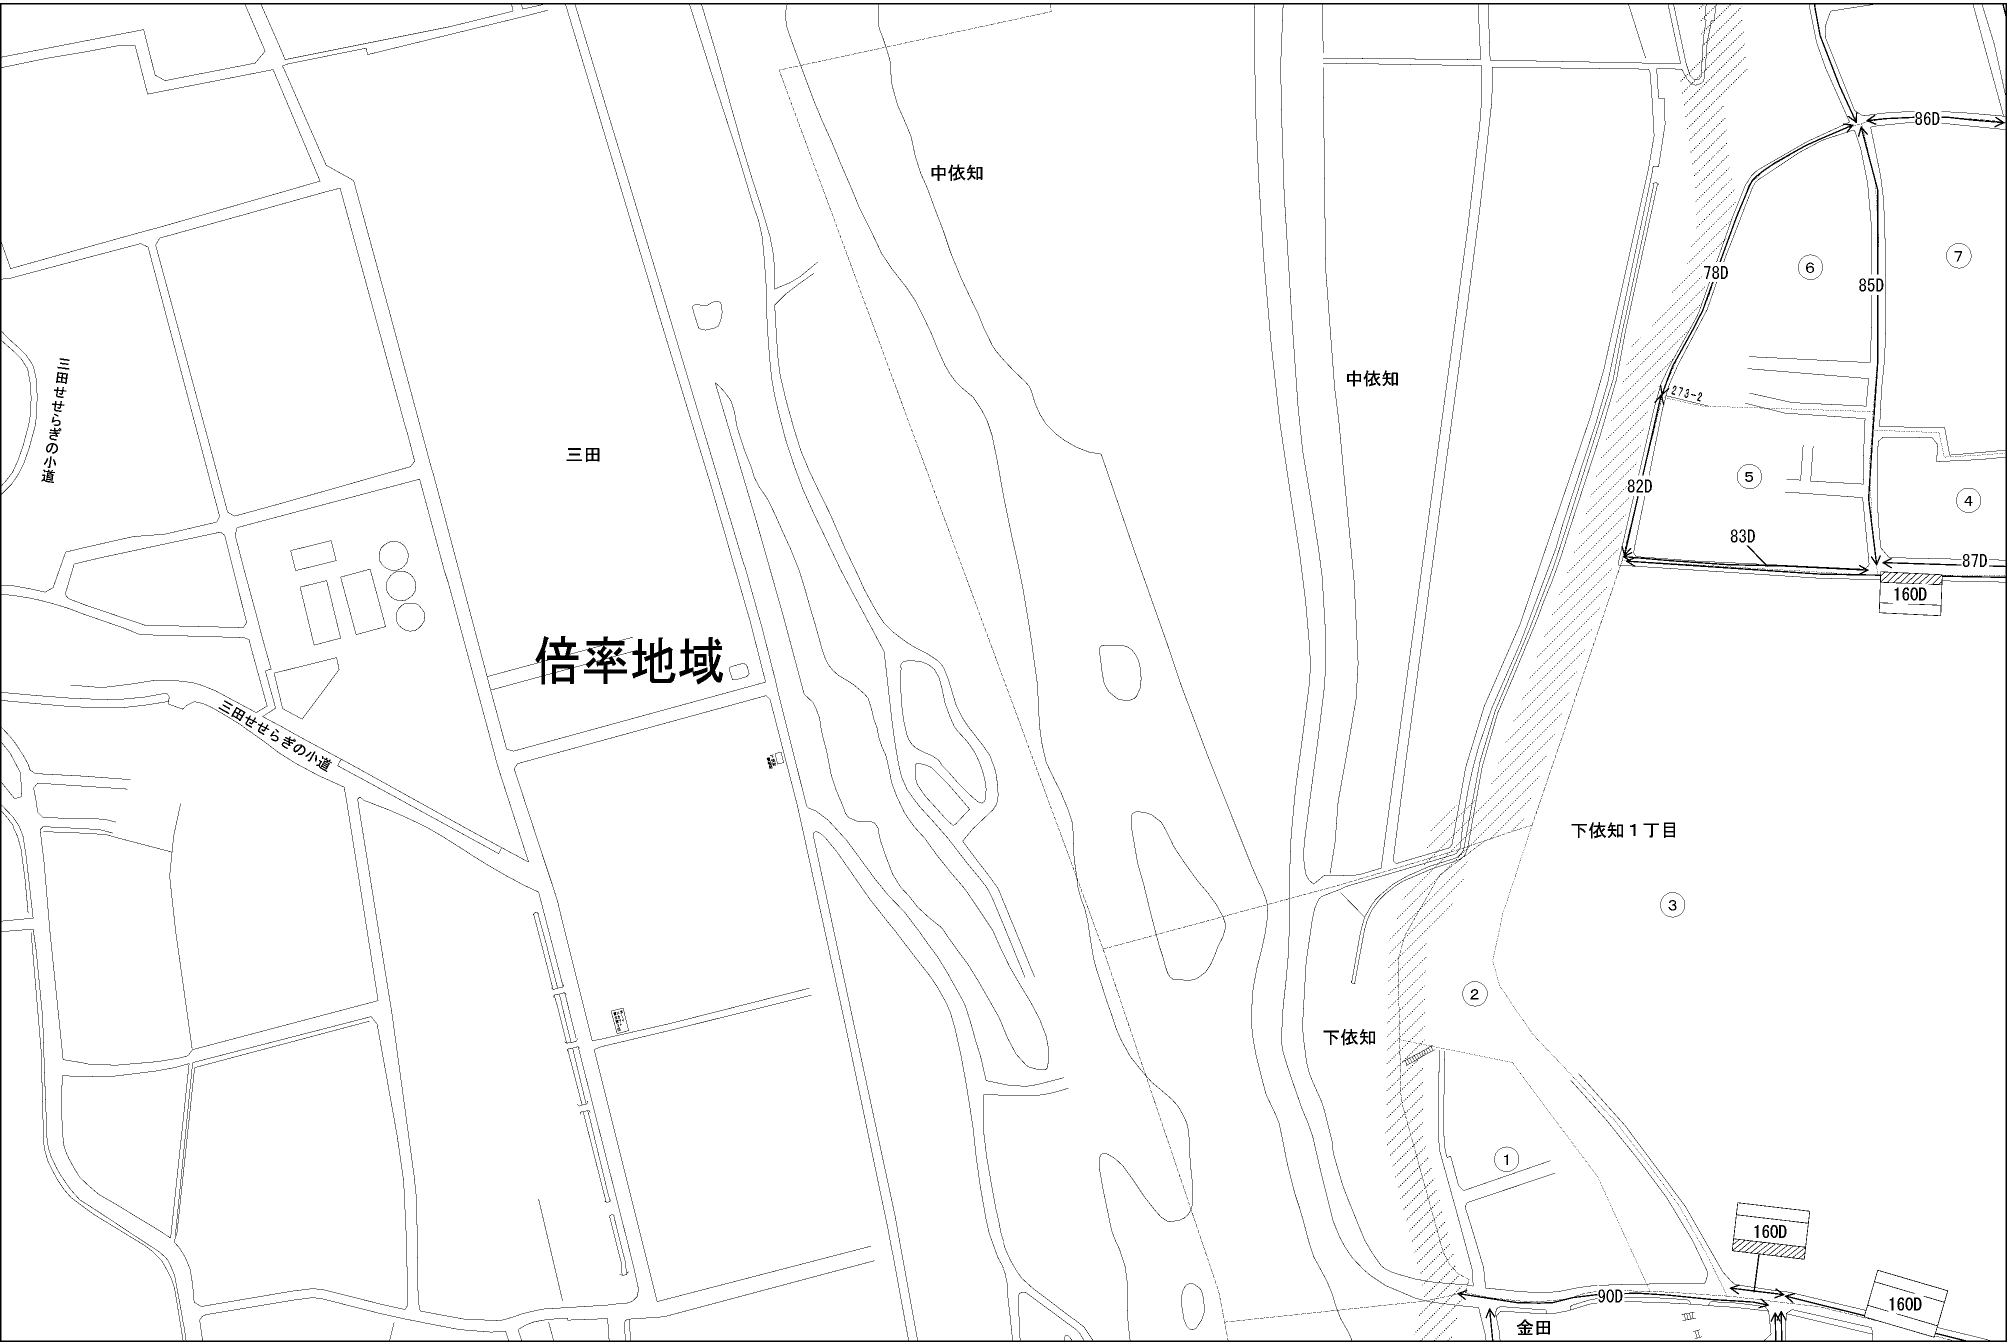 86D
中依知
7
6
78D
85D
三田せせらぎの小道
中依知
273-2
三田
5
82D
4
83D
87D
160D
倍率地域
三田せせらぎの小道
下依知1丁目
3
2
下依知
1
160D
90D
160D
金田
III
II